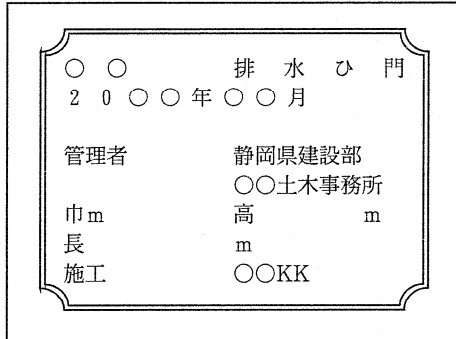 ○ ○ 排 水 ひ 門
2 0 ○ ○ 年 ○ ○ 月
管理者 静岡県建設部
○○土木事務所
巾m 高 m
長 m
施工 ○○KK